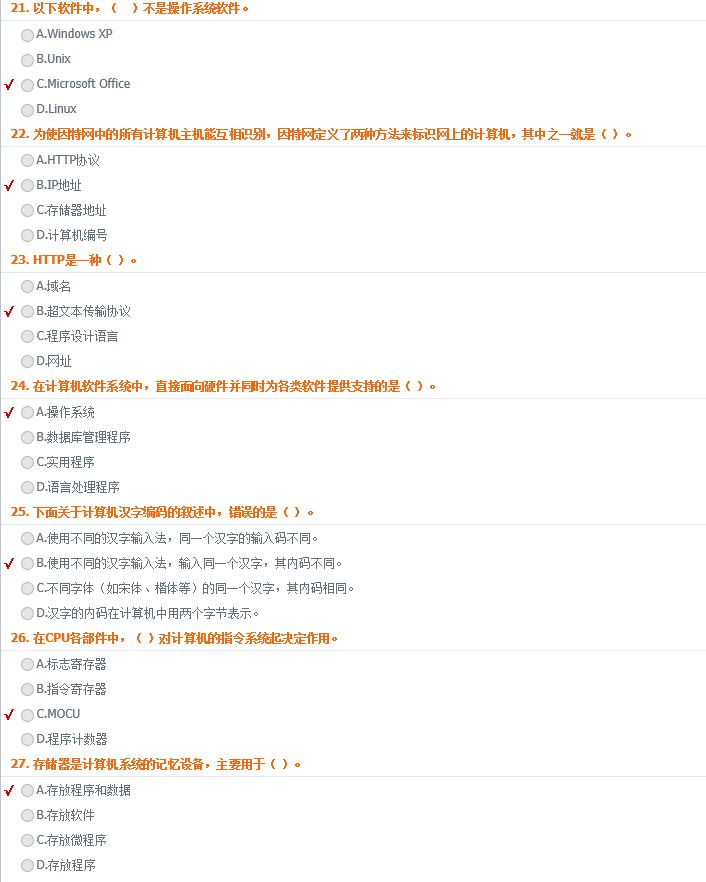 21. 以下软件中，（　）不是操作系统软件。
A.Windows XP
B.Unix
C.Microsoft Office
D.Linux
22. 为使因特网中的所有计算机主机能互相识别，因特网定义了两种方法来标识网上的计算机，其中之一就是（ ）。
A.HTTP协议
B.IP地址
C.存储器地址
D.计算机编号
23. HTTP是一种（ ）。
A.域名
B.超文本传输协议
C.程序设计语言
D.网址
24. 在计算机软件系统中，直接面向硬件并同时为各类软件提供支持的是（ ）。
A.操作系统
B.数据库管理程序
C.实用程序
D.语言处理程序
25. 下面关于计算机汉字编码的叙述中，错误的是（ ）。
A.使用不同的汉字输入法，同一个汉字的输入码不同。
B.使用不同的汉字输入法，输入同一个汉字，其内码不同。
C.不同字体（如宋体、楷体等）的同一个汉字，其内码相同。
D.汉字的内码在计算机中用两个字节表示。
26. 在CPU各部件中，（ ）对计算机的指令系统起决定作用。
A.标志寄存器
B.指令寄存器
C.MOCU
D.程序计数器
27. 存储器是计算机系统的记忆设备，主要用于（ ）。
A.存放程序和数据
B.存放软件
C.存放微程序
D.存放程序